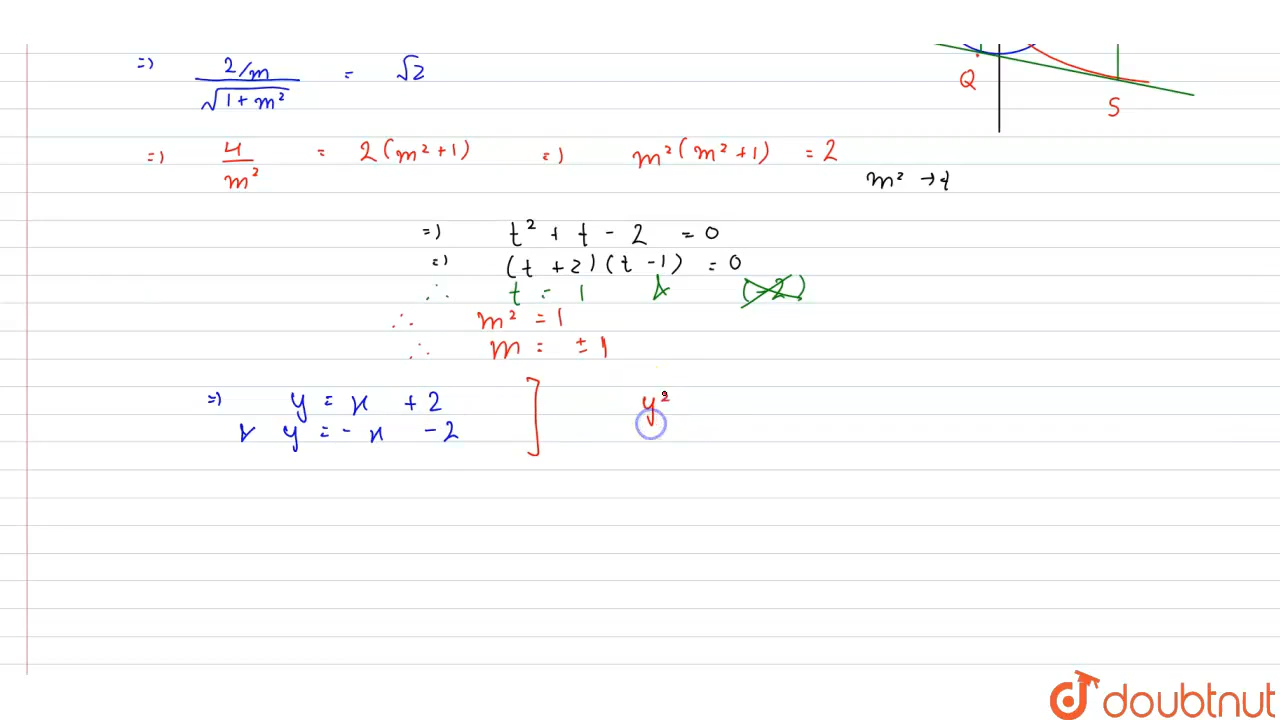 => 2/m / √1+m² = √2
Q
S
=> 4/m² = 2(m²+1) => m²(m²+1) = 2
m² → t
=> t² + t - 2 = 0
=> (t + 2)(t - 1) = 0
∴ t = 1 & (-2)
∴ m² = 1
∴ m = ± 1
=> y = x + 2
& y = - x - 2
y²
doubtnut